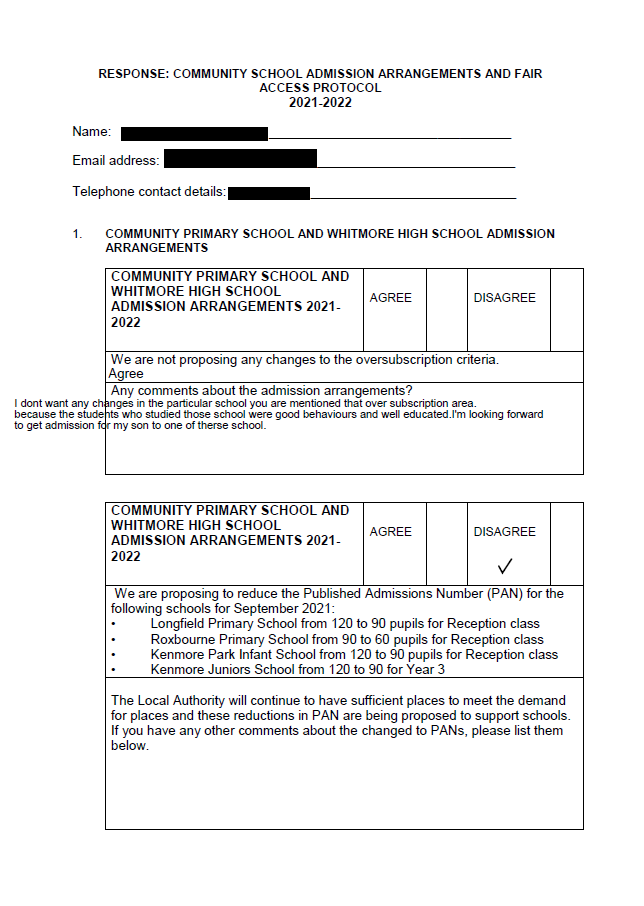 RESPONSE: COMMUNITY SCHOOL ADMISSION ARRANGEMENTS AND FAIR
ACCESS PROTOCOL
2021-2022
Name:
Email address:
Telephone contact details:
1. COMMUNITY PRIMARY SCHOOL AND WHITMORE HIGH SCHOOL ADMISSION
ARRANGEMENTS
COMMUNITY PRIMARY SCHOOL AND
WHITMORE HIGH SCHOOL
ADMISSION ARRANGEMENTS 2021-
2022
AGREE
DISAGREE
We are not proposing any changes to the oversubscription criteria.
Agree
Any comments about the admission arrangements?
I dont want any changes in the particular school you are mentioned that over subscription area.
because the students who studied those school were good behaviours and well educated.I'm looking forward
to get admission for my son to one of therse school.
COMMUNITY PRIMARY SCHOOL AND
WHITMORE HIGH SCHOOL
ADMISSION ARRANGEMENTS 2021-
2022
AGREE
DISAGREE
✓
We are proposing to reduce the Published Admissions Number (PAN) for the
following schools for September 2021:
• Longfield Primary School from 120 to 90 pupils for Reception class
• Roxbourne Primary School from 90 to 60 pupils for Reception class
• Kenmore Park Infant School from 120 to 90 pupils for Reception class
• Kenmore Juniors School from 120 to 90 for Year 3
The Local Authority will continue to have sufficient places to meet the demand
for places and these reductions in PAN are being proposed to support schools.
If you have any other comments about the changed to PANs, please list them
below.